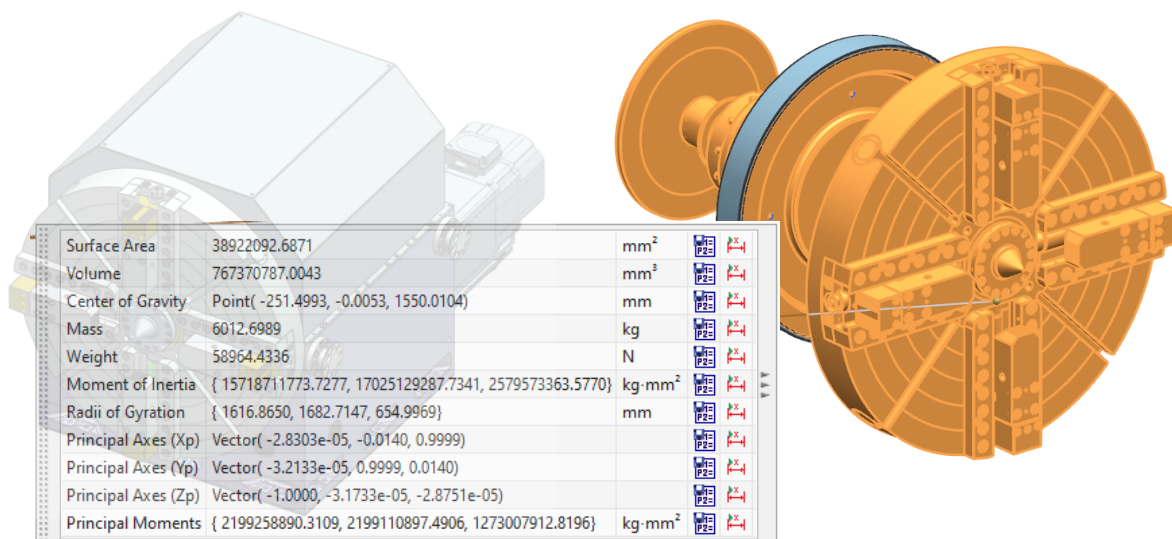 Surface Area 38922092.6871 mm²
Volume 767370787.0043 mm³
Center of Gravity Point( -251.4993, -0.0053, 1550.0104) mm
Mass 6012.6989 kg
Weight 58964.4336 N
Moment of Inertia { 15718711773.7277, 17025129287.7341, 2579573363.5770} kg·mm²
Radii of Gyration { 1616.8650, 1682.7147, 654.9969} mm
Principal Axes (Xp) Vector( -2.8303e-05, -0.0140, 0.9999)
Principal Axes (Yp) Vector( -3.2133e-05, 0.9999, 0.0140)
Principal Axes (Zp) Vector( -1.0000, -3.1733e-05, -2.8751e-05)
Principal Moments { 2199258890.3109, 2199110897.4906, 1273007912.8196} kg·mm²